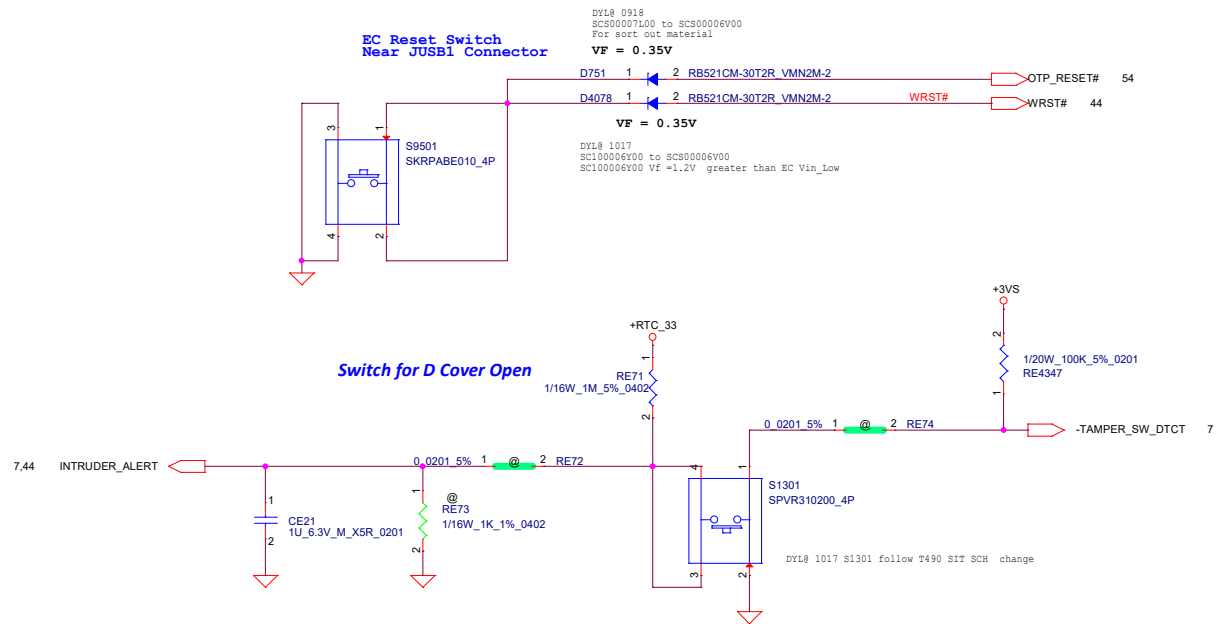 DYL@ 0918
SCS00007L00 to SCS00006V00
For sort out material
EC Reset Switch
Near JUSB1 Connector
VF = 0.35V
D751 1 2 RB521CM-30T2R_VMN2M-2
OTP_RESET# 54
D4078 1 2 RB521CM-30T2R_VMN2M-2 WRST#
WRST# 44
VF = 0.35V
3 1
S9501
SKRPABE010_4P
DYL@ 1017
SC100006Y00 to SCS00006V00
SC100006Y00 Vf =1.2V greater than EC Vin_Low
4 2
+3VS
+RTC_33
2
1/20W_100K_5%_0201
RE4347
1
Switch for D Cover Open
1
RE71
1/16W_1M_5%_0402
2
0_0201_5% 1 @ 2 RE74
-TAMPER_SW_DTCT 7
7,44 INTRUDER_ALERT
0_0201_5% 1 @ 2 RE72
4 1
S1301
SPVR310200_4P
1
CE21
1U_6.3V_M_X5R_0201
2
1
@
RE73
1/16W_1K_1%_0402
2
3 2
DYL@ 1017 S1301 follow T490 SIT SCH change